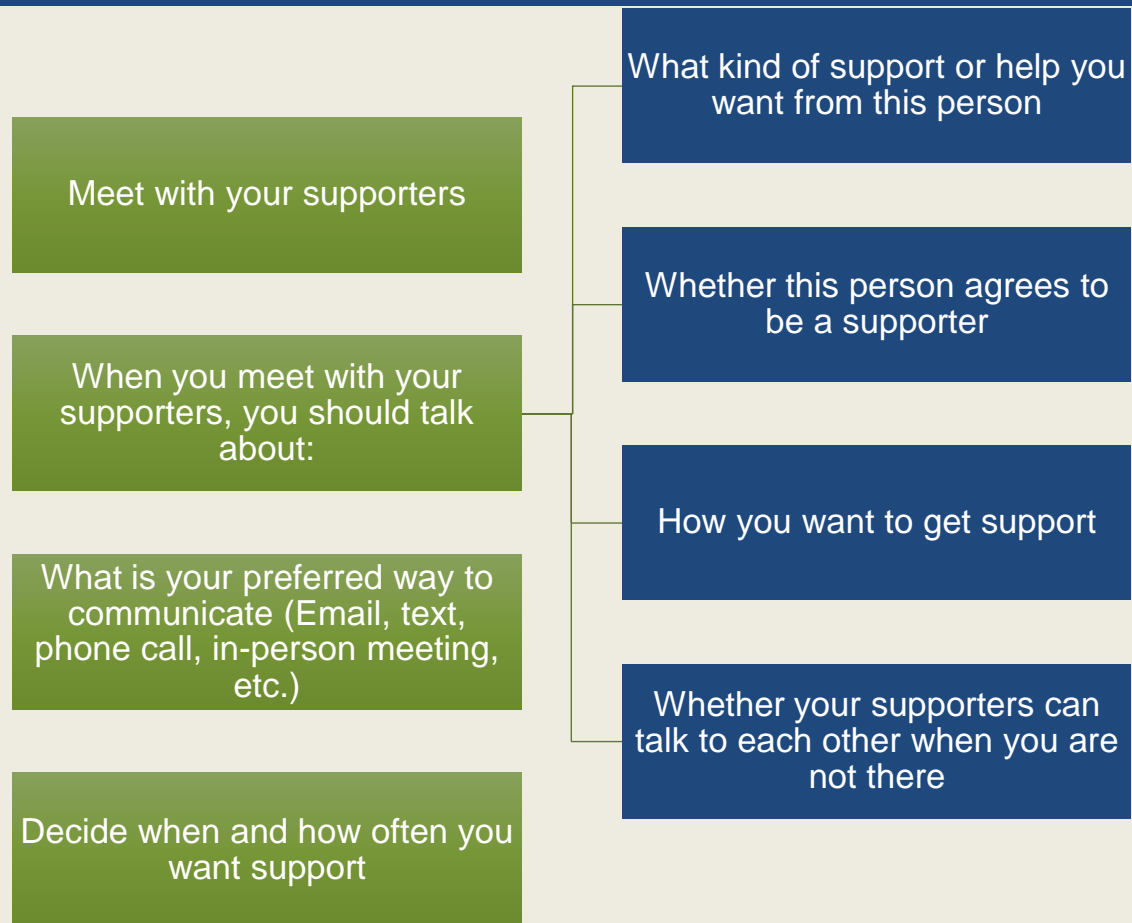 Meet with your supporters
When you meet with your
supporters, you should talk
about:
What is your preferred way to
communicate (Email, text,
phone call, in-person meeting,
etc.)
Decide when and how often you
want support
What kind of support or help you
want from this person
Whether this person agrees to
be a supporter
How you want to get support
Whether your supporters can
talk to each other when you are
not there